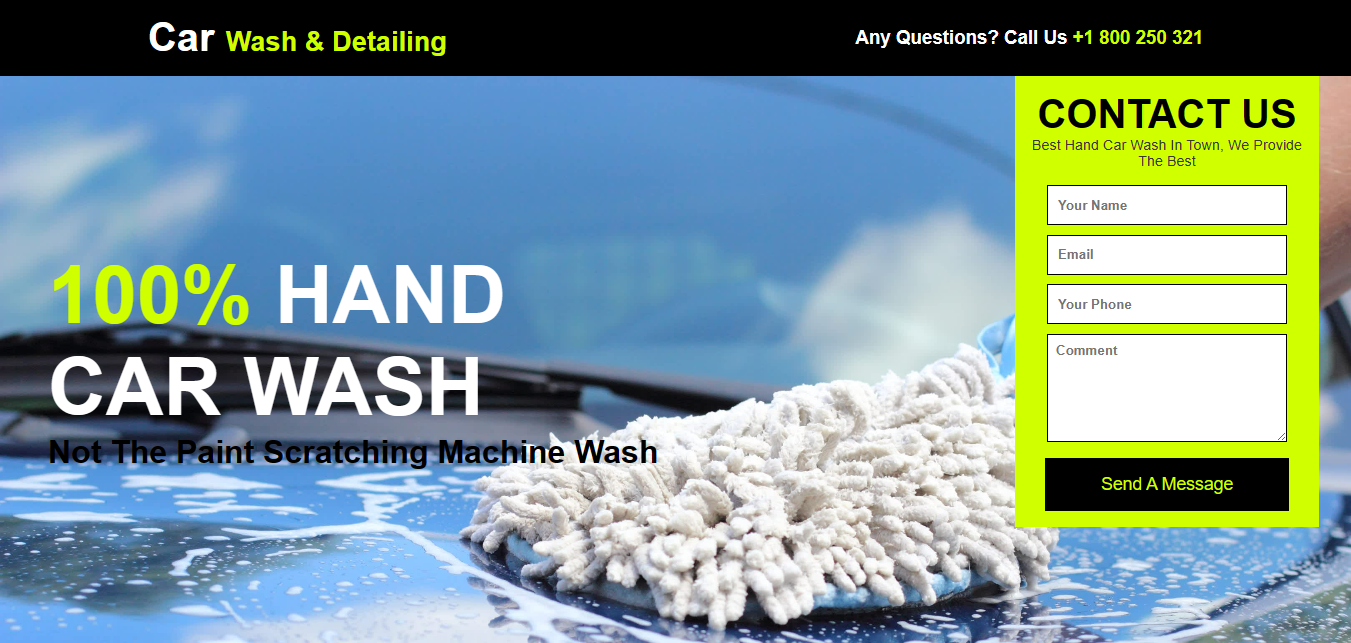 Car Wash & Detailing
Any Questions? Call Us +1 800 250 321
100% HAND
CAR WASH
Not The Paint Scratching Machine Wash
CONTACT US
Best Hand Car Wash In Town, We Provide
The Best
Your Name
Email
Your Phone
Comment
Send A Message